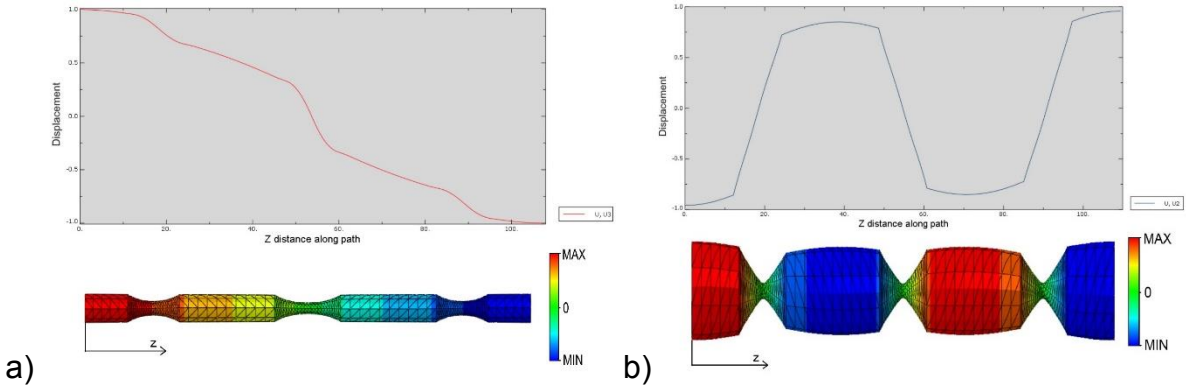 1.0
0.5
0.0
-0.5
-1.0
Displacement
0. 20. 40. 60. 80. 100.
Z distance along path
U, U3
MAX
0
MIN
z
a)
1.0
0.5
0.0
-0.5
-1.0
Displacement
0. 20. 40. 60. 80. 100.
Z distance along path
U, U2
MAX
0
MIN
z
b)